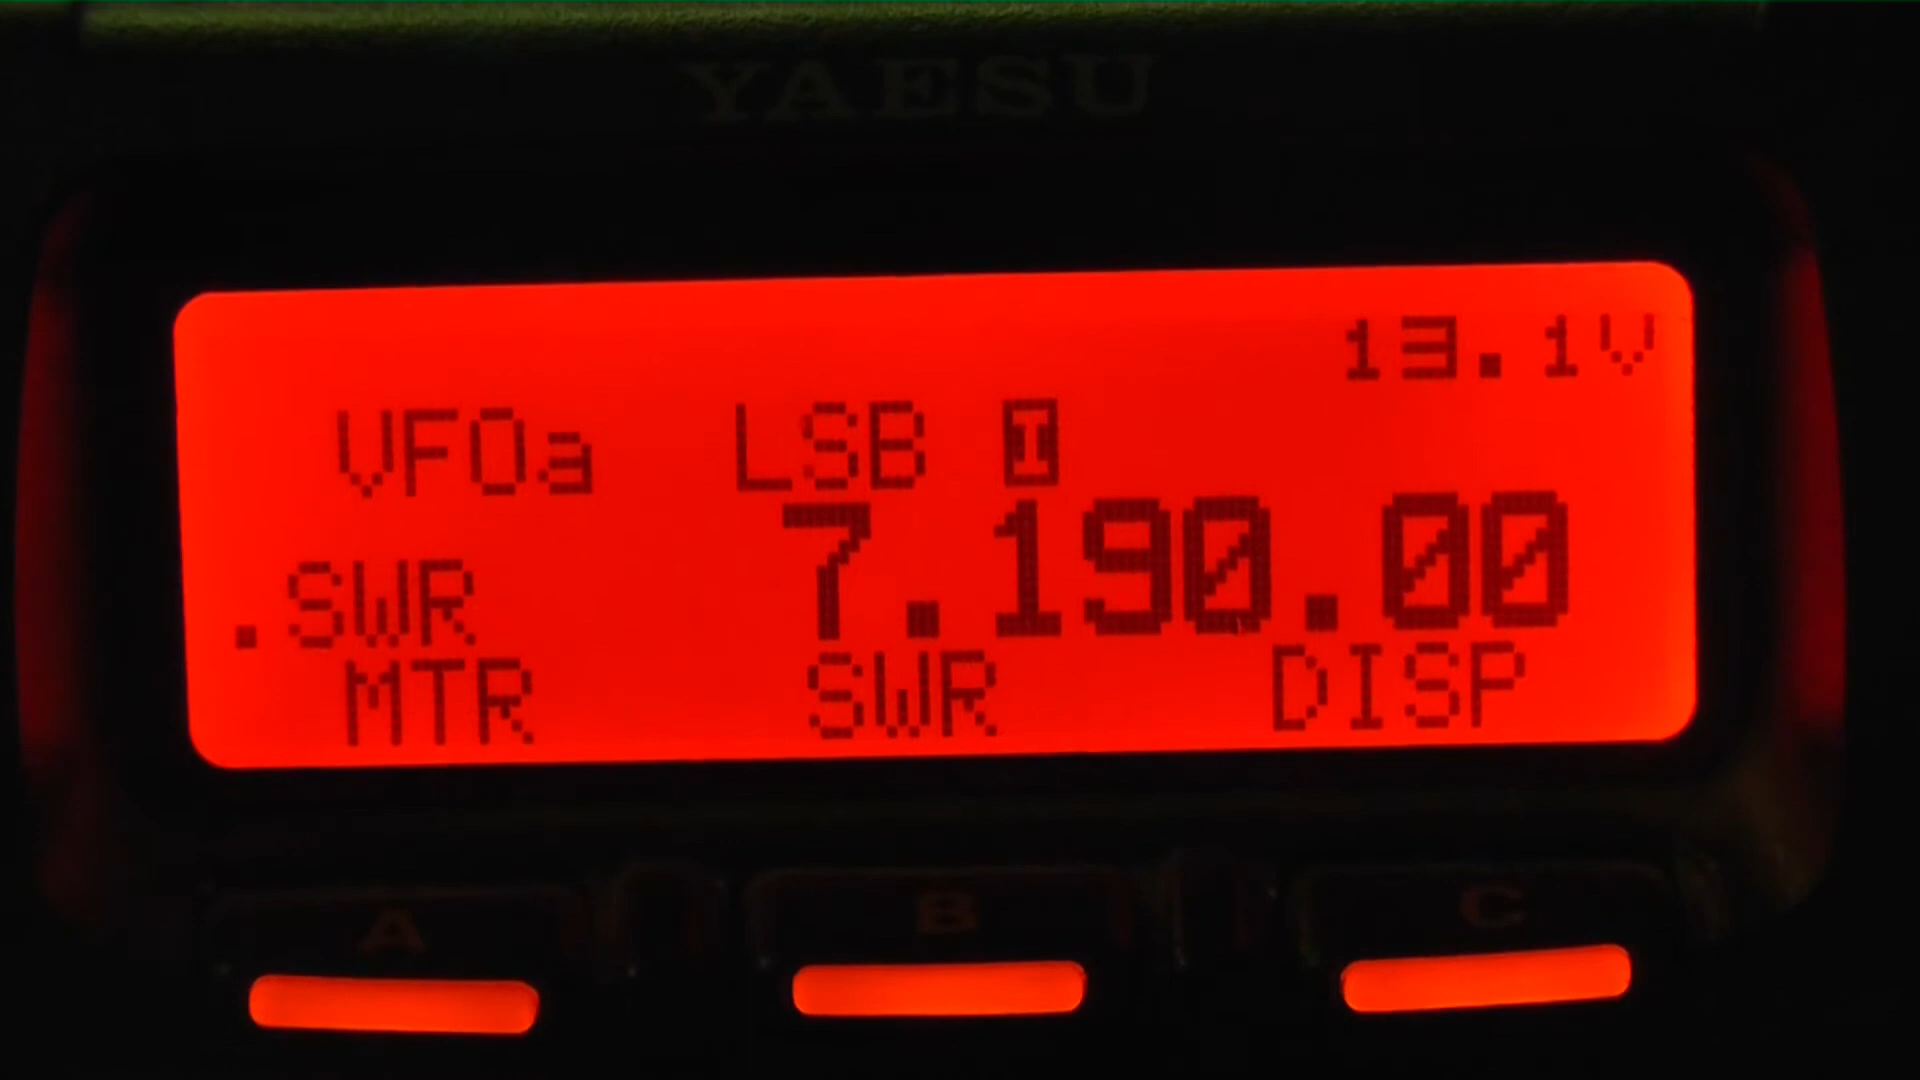 YAESU
13.1V
VFOa LSB I
7.190.00
.SWR
MTR SWR DISP
A B C